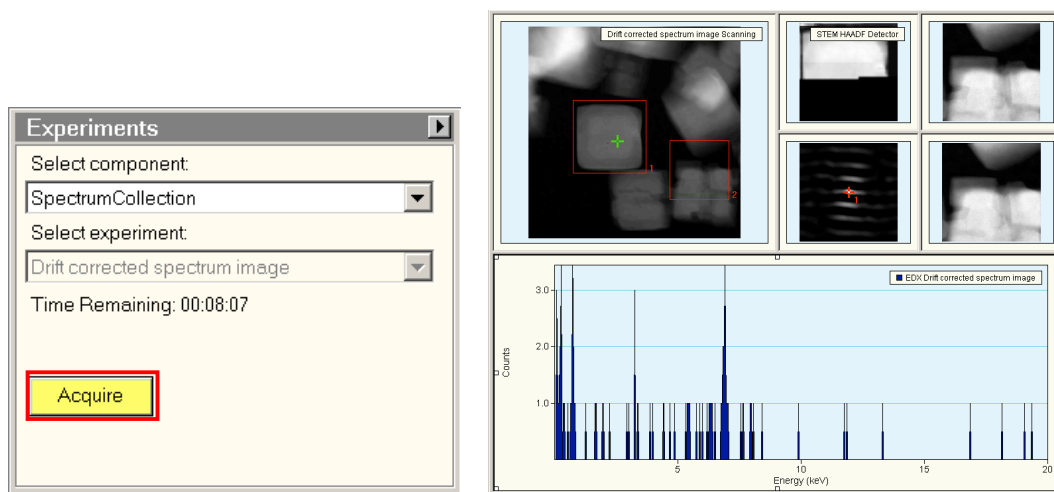 Experiments
Select component:
SpectrumCollection
Select experiment:
Drift corrected spectrum image
Time Remaining: 00:08:07
Acquire
Drift corrected spectrum image Scanning
1
2
STEM HAADF Detector
1
EDX Drift corrected spectrum image
Counts
3.0
2.0
1.0
5
10
15
20
Energy (keV)